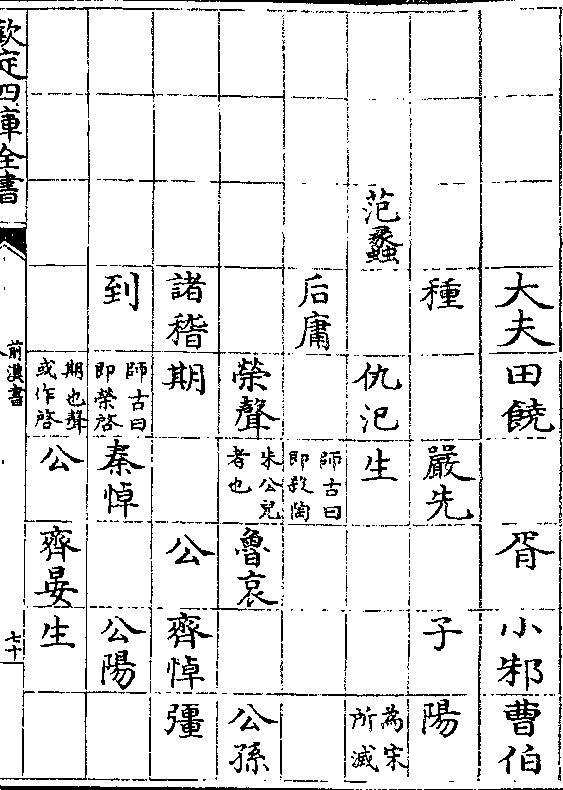 大夫 田饒 胥 小邾 曹伯
種 嚴先 子 陽
范蠡 仇汜 生 為宋 所滅
后庸 師古曰 即殺陶
榮聲 朱公兒 者也 魯哀 公孫
諸稽 期 公 齊悼 彊
到 師古曰 即榮啓 秦悼 公陽
期也聲 或作啓 公 齊晏 生
欽定四庫全書 前漢書 七十